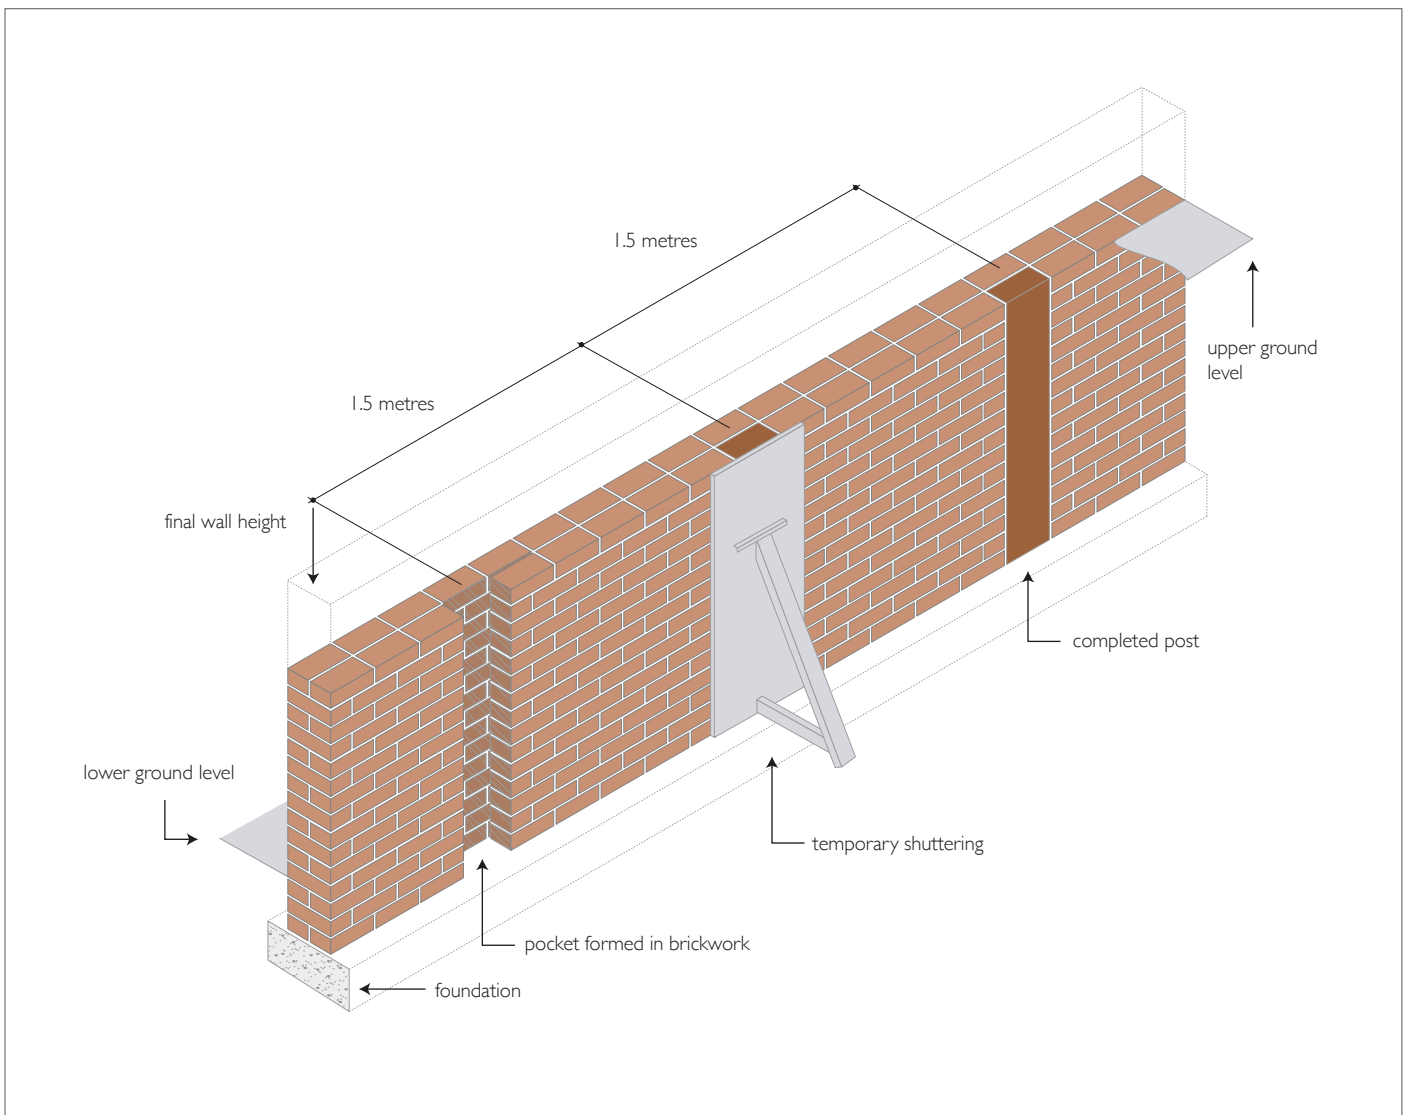 1.5 metres
upper ground
level
1.5 metres
final wall height
completed post
lower ground level
temporary shuttering
pocket formed in brickwork
foundation